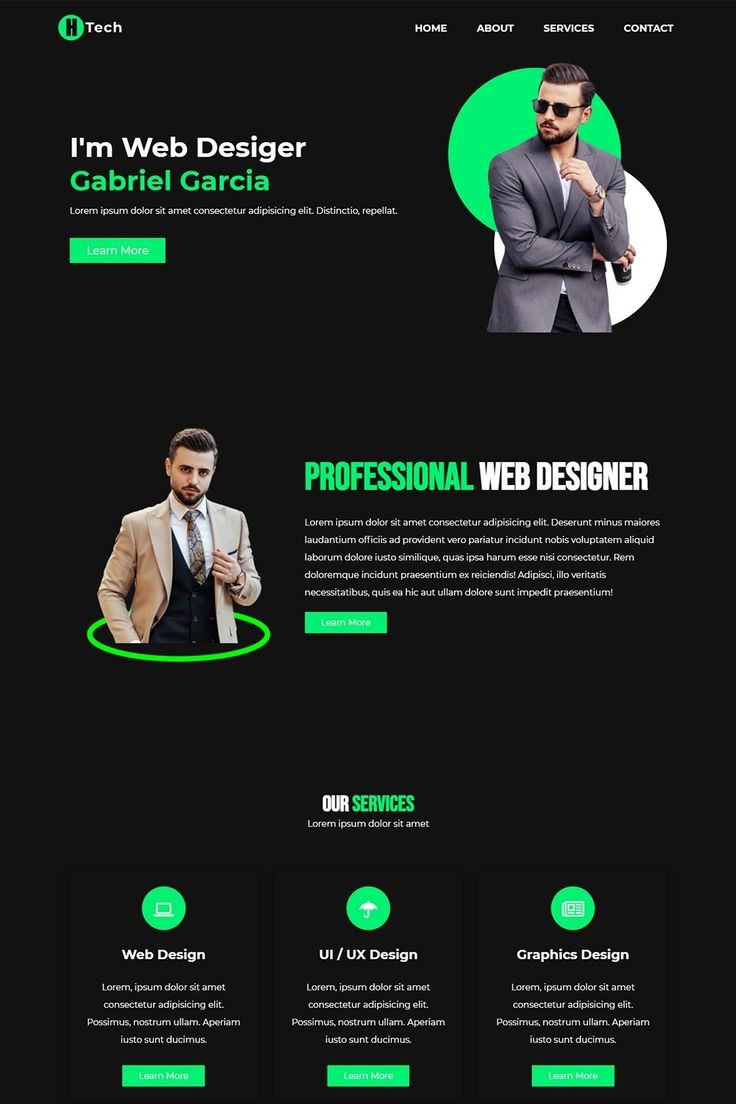 H Tech
HOME ABOUT SERVICES CONTACT
I'm Web Desiger
Gabriel Garcia
Lorem ipsum dolor sit amet consectetur adipisicing elit. Distinctio, repellat.
Learn More
PROFESSIONAL WEB DESIGNER
Lorem ipsum dolor sit amet consectetur adipisicing elit. Deserunt minus maiores
laudantium officiis ad provident vero pariatur incidunt nobis voluptatem aliquid
laborum dolore iusto similique, quas ipsa harum esse nisi consectetur. Rem
doloremque incidunt praesentium ex reiciendis! Adipisci, illo veritatis
necessitatibus, quis ea hic aut ullam dolore sunt impedit praesentium!
Learn More
OUR SERVICES
Lorem ipsum dolor sit amet
Web Design
Lorem, ipsum dolor sit amet
consectetur adipisicing elit.
Possimus, nostrum ullam. Aperiam
iusto sunt ducimus.
Learn More
UI / UX Design
Lorem, ipsum dolor sit amet
consectetur adipisicing elit.
Possimus, nostrum ullam. Aperiam
iusto sunt ducimus.
Learn More
Graphics Design
Lorem, ipsum dolor sit amet
consectetur adipisicing elit.
Possimus, nostrum ullam. Aperiam
iusto sunt ducimus.
Learn More